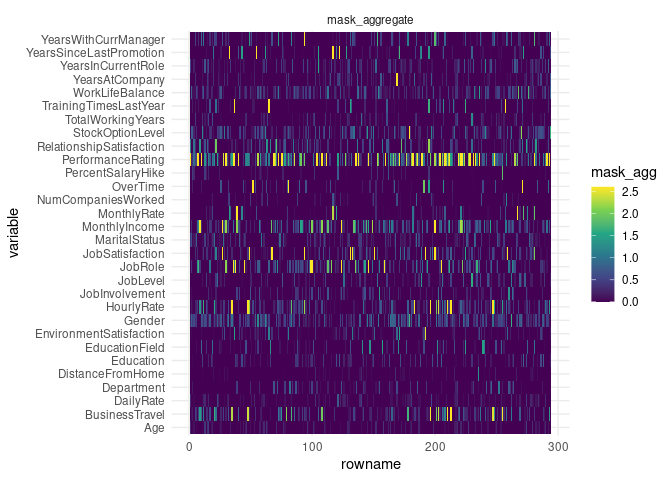 mask_aggregate
YearsWithCurrManager
YearsSinceLastPromotion
YearsInCurrentRole
YearsAtCompany
WorkLifeBalance
TrainingTimesLastYear
TotalWorkingYears
StockOptionLevel
RelationshipSatisfaction
PerformanceRating
PercentSalaryHike
OverTime
NumCompaniesWorked
MonthlyRate
MonthlyIncome
MaritalStatus
JobSatisfaction
JobRole
JobLevel
JobInvolvement
HourlyRate
Gender
EnvironmentSatisfaction
EducationField
Education
DistanceFromHome
Department
DailyRate
BusinessTravel
Age
variable
0 100 200 300
rowname
mask_agg
2.5
2.0
1.5
1.0
0.5
0.0